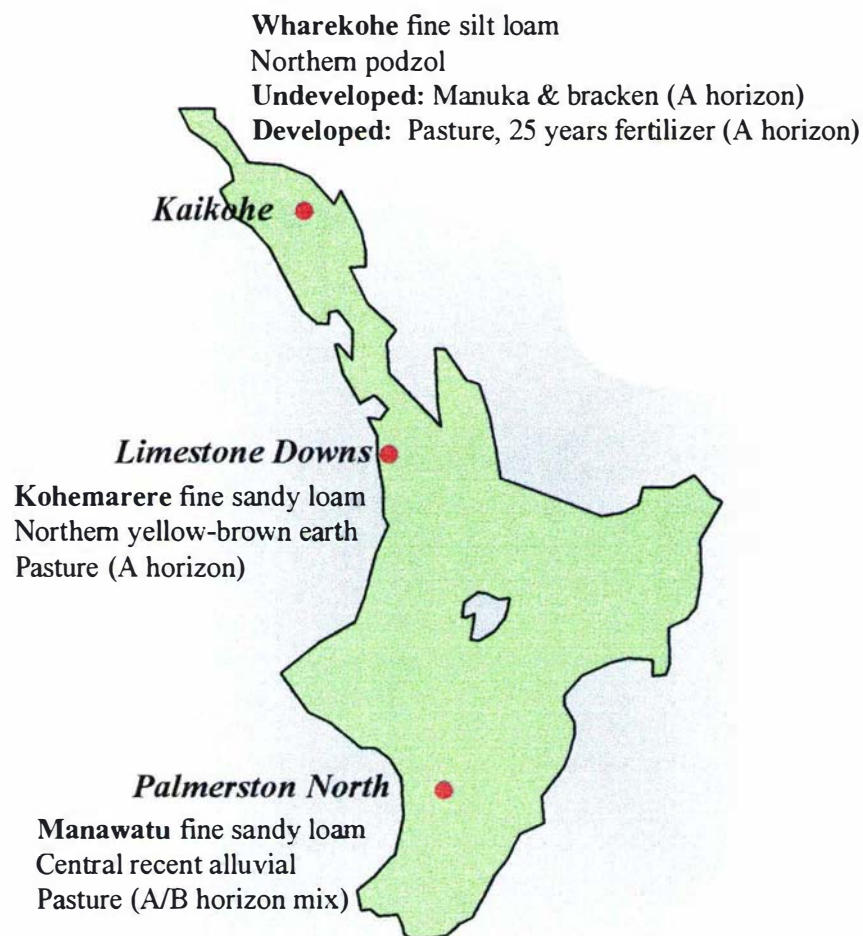 Wharekohe fine silt loam
Northern podzol
Undeveloped: Manuka & bracken (A horizon)
Developed: Pasture, 25 years fertilizer (A horizon)
Kaikohe
Limestone Downs
Kohemarere fine sandy loam
Northern yellow-brown earth
Pasture (A horizon)
Palmerston North
Manawatu fine sandy loam
Central recent alluvial
Pasture (A/B horizon mix)